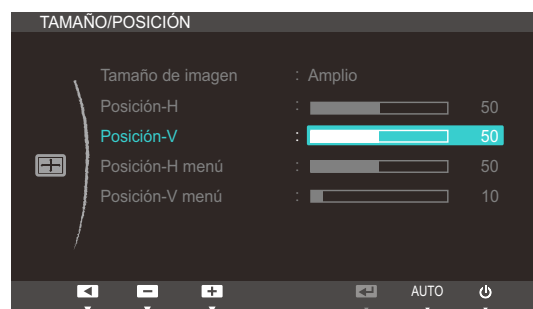 TAMAÑO/POSICIÓN
Tamaño de imagen : Amplio
Posición-H : 50
Posición-V : 50
Posición-H menú : 50
Posición-V menú : 10
AUTO